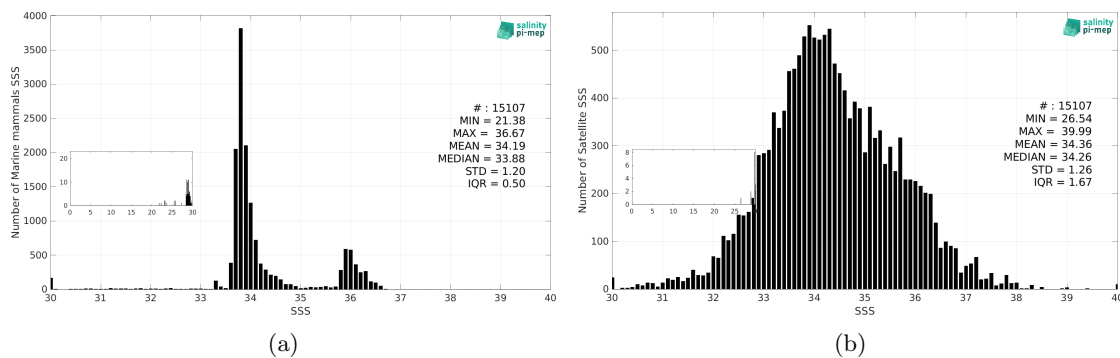 4000
3500
3000
2500
2000
1500
1000
500
0
Number of Marine mammals SSS
salinity
pi-mep
# : 15107
MIN = 21.38
MAX = 36.67
MEAN = 34.19
MEDIAN = 33.88
STD = 1.20
IQR = 0.50
20
10
0
0 5 10 15 20 25 30
30 31 32 33 34 35 36 37 38 39 40
SSS
(a)
500
400
300
200
100
0
Number of Satellite SSS
salinity
pi-mep
# : 15107
MIN = 26.54
MAX = 39.99
MEAN = 34.36
MEDIAN = 34.26
STD = 1.26
IQR = 1.67
8
6
4
2
0
0 5 10 15 20 25
30 31 32 33 34 35 36 37 38 39 40
SSS
(b)